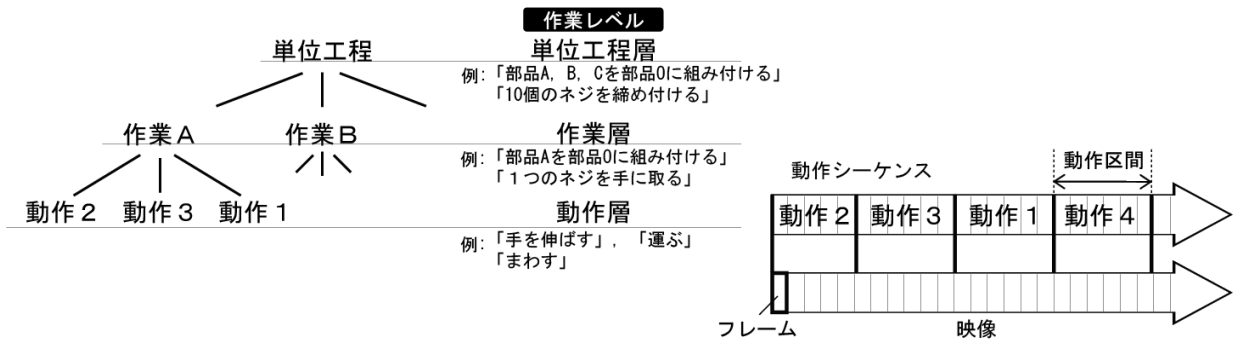 作業レベル
単位工程
単位工程層
例:「部品A, B, Cを部品Oに組み付ける」
「10個のネジを締め付ける」
作業A
作業B
作業層
例:「部品Aを部品Oに組み付ける」
「１つのネジを手に取る」
動作２
動作３
動作１
動作層
例:「手を伸ばす」, 「運ぶ」
「まわす」
動作シーケンス
動作区間
動作２
動作３
動作１
動作４
フレーム
映像